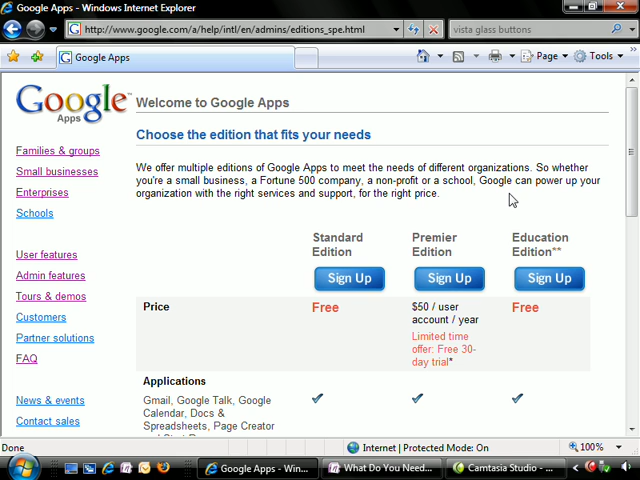 Google Apps - Windows Internet Explorer
http://www.google.com/a/help/intl/en/admins/editions_spe.html
vista glass buttons
Google Apps
Page
Tools
Google
Apps
Welcome to Google Apps
Choose the edition that fits your needs
We offer multiple editions of Google Apps to meet the needs of different organizations. So whether
you're a small business, a Fortune 500 company, a non-profit or a school, Google can power up your
organization with the right services and support, for the right price.
Families & groups
Small businesses
Enterprises
Schools
User features
Admin features
Tours & demos
Customers
Partner solutions
FAQ
News & events
Contact sales
Standard
Edition
Premier
Edition
Education
Edition**
Sign Up
Sign Up
Sign Up
Price
Free
$50 / user
account / year
Limited time
offer: Free 30-
day trial*
Free
Applications
Gmail, Google Talk, Google
Calendar, Docs &
Spreadsheets, Page Creator
Done
Internet | Protected Mode: On
100%
Google Apps - Win...
What Do You Need...
Camtasia Studio - ...